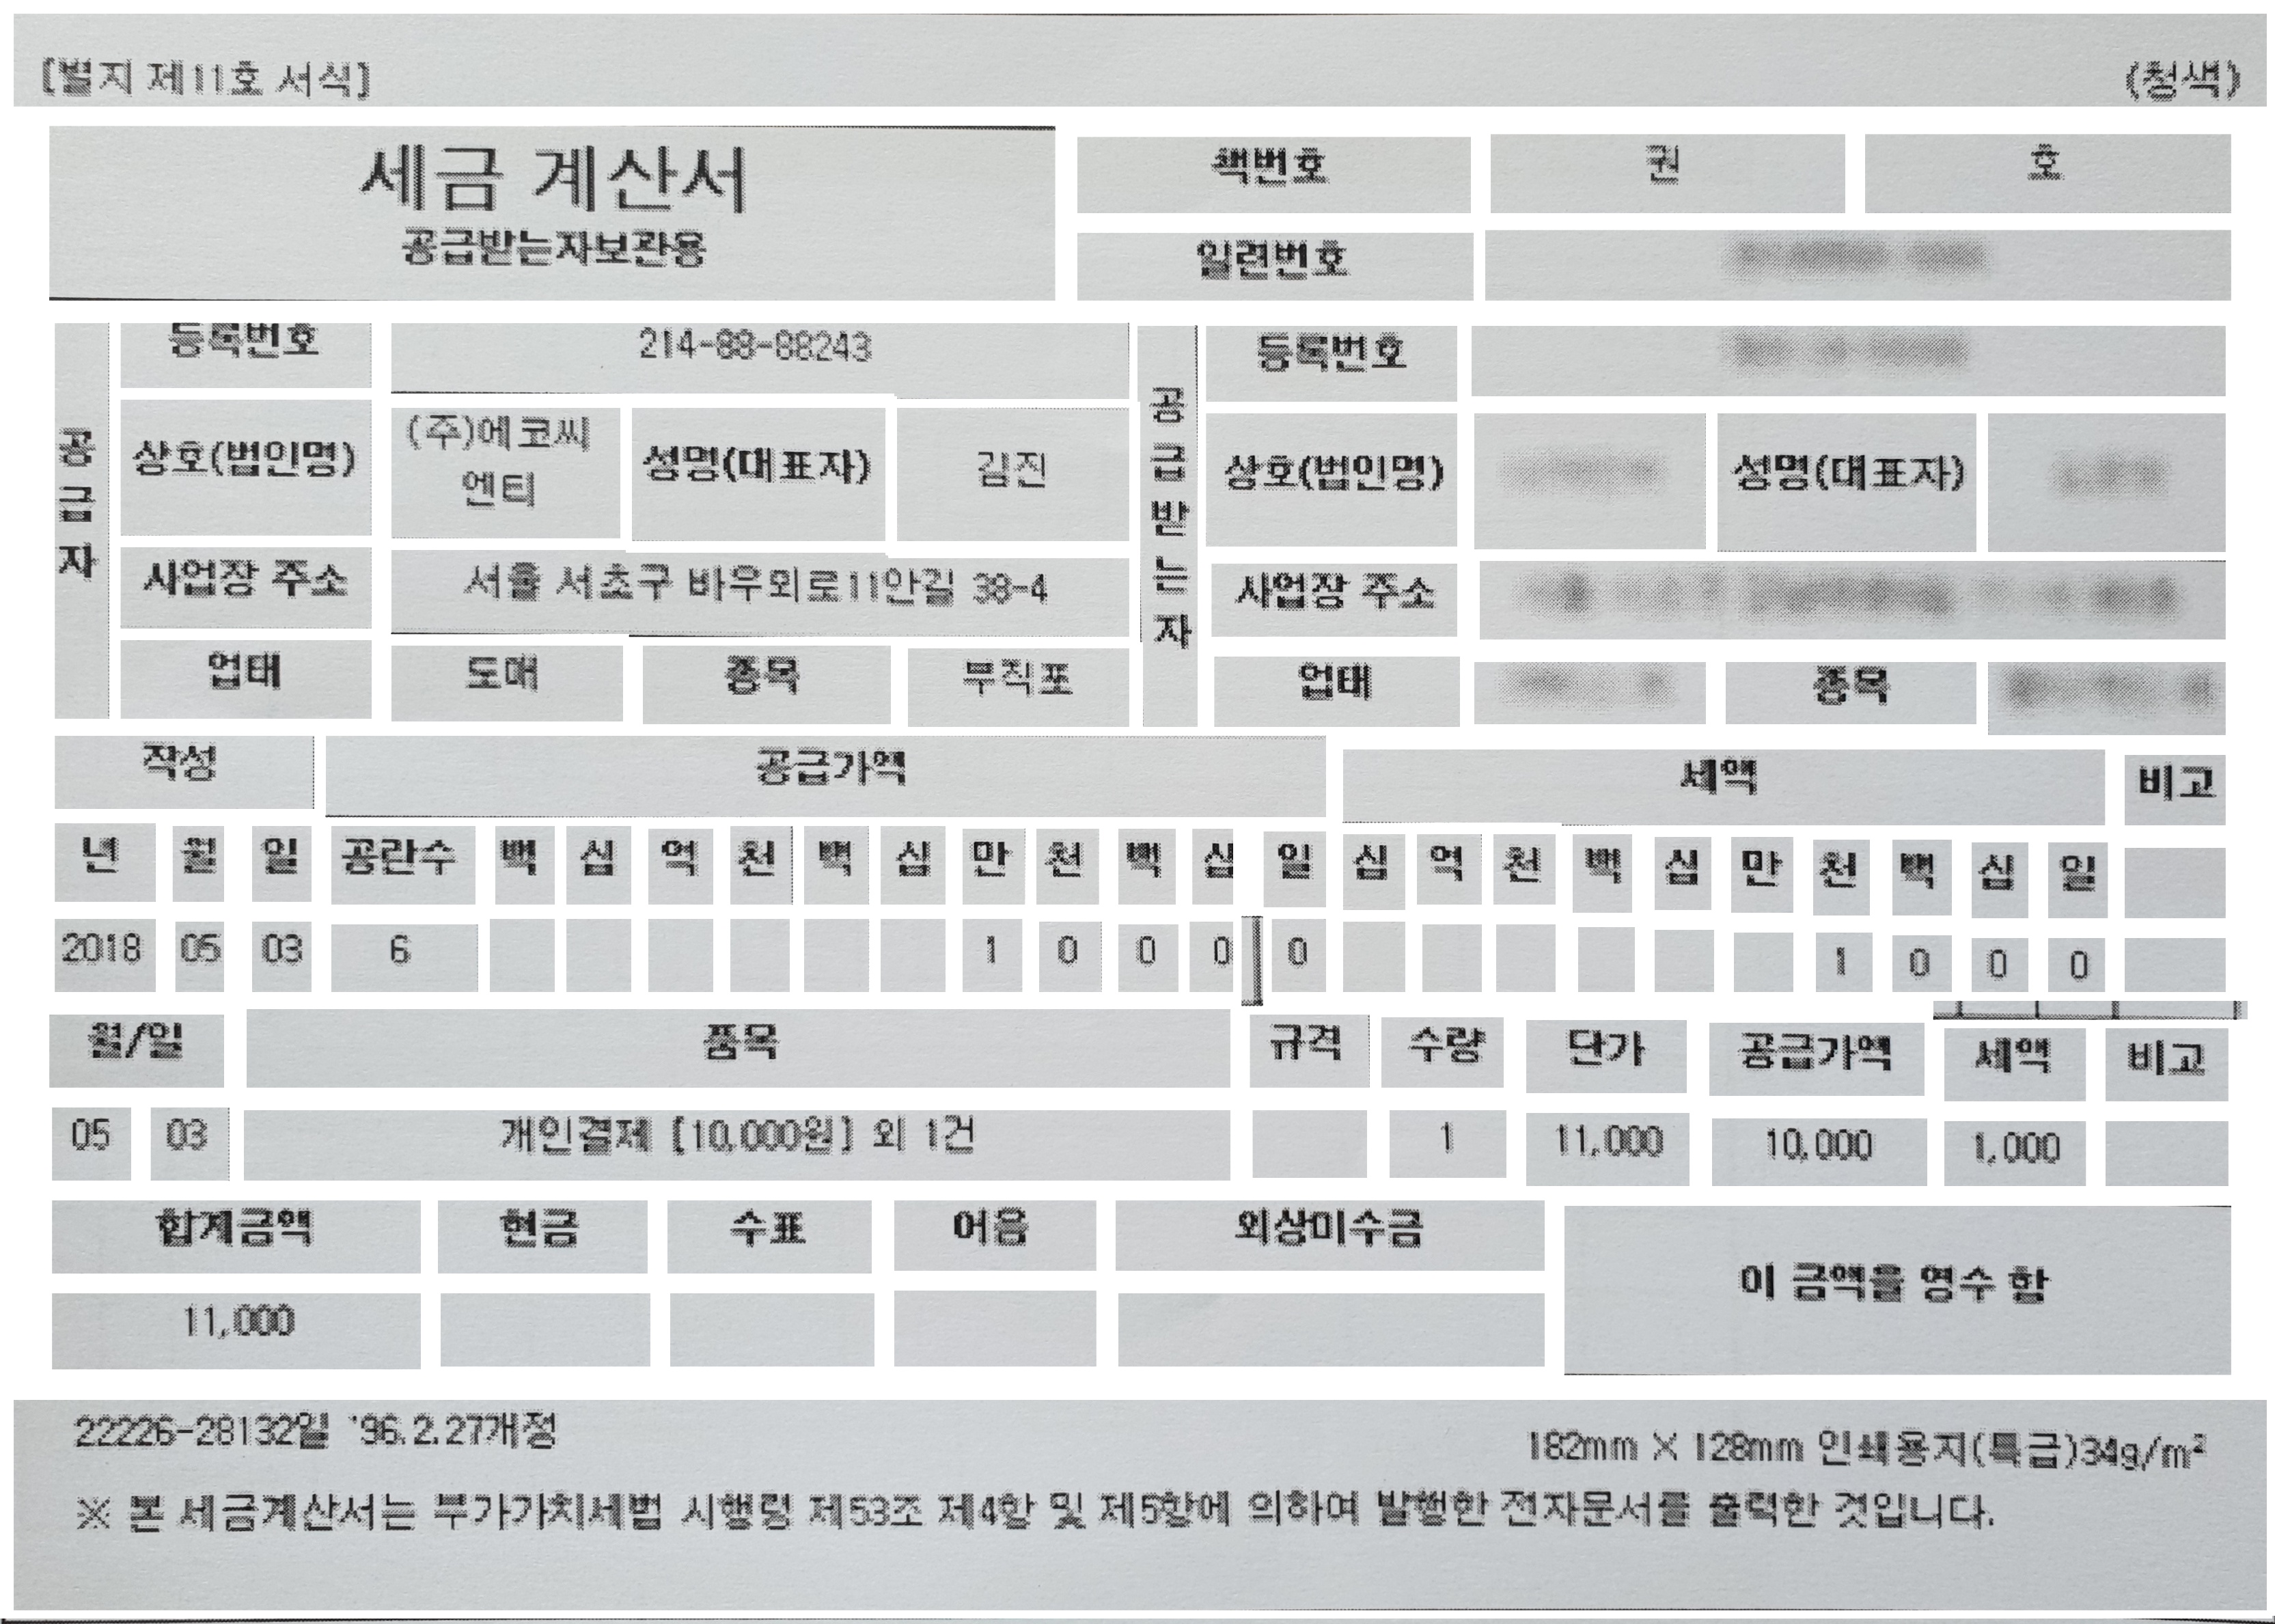 [별지 제11호 서식] (청색)
세금 계산서 책번호 권 호
공급받는자보관용 일련번호
공급자 등록번호 214-88-88243 공급받는자 등록번호
상호(법인명) (주)에코씨엔티 성명(대표자) 김진 상호(법인명) 성명(대표자)
사업장 주소 서울 서초구 바우뫼로11안길 38-4 사업장 주소
업태 도매 종목 부직포 업태 종목
작성 공급가액 세액 비고
년 월 일 공란수 백 십 억 천 백 십 만 천 백 십 일 십 억 천 백 십 만 천 백 십 일
2018 05 03 6 1 0 0 0 0 1 0 0 0
월/일 품목 규격 수량 단가 공급가액 세액 비고
05 03 개인결제 [10,000원] 외 1건 1 11,000 10,000 1,000
합계금액 현금 수표 어음 외상미수금 이 금액을 영수 함
11,000
22226-28132일 '96.2.27개정 182mm X 128mm 인쇄용지(특급)34g/m²
※ 본 세금계산서는 부가가치세법 시행령 제53조 제4항 및 제5항에 의하여 발행한 전자문서를 출력한 것입니다.